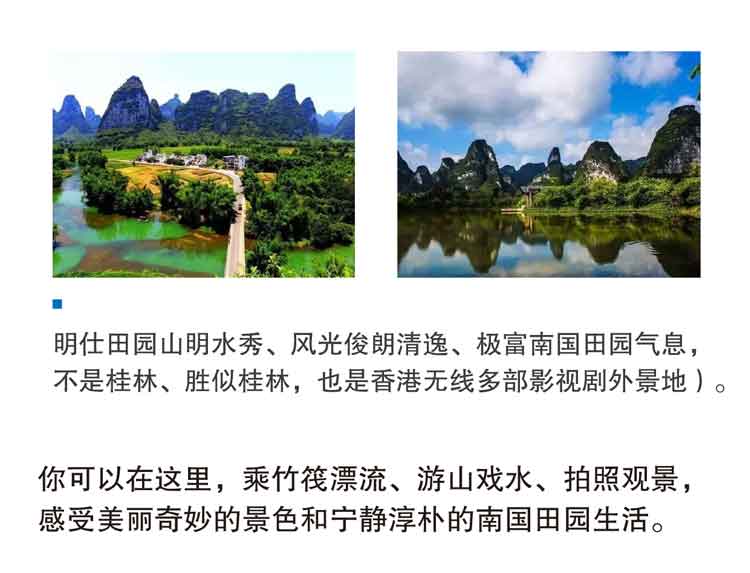 明仕田园山明水秀、风光俊朗清逸、极富南国田园气息，
不是桂林、胜似桂林，也是香港无线多部影视剧外景地）。
你可以在这里，乘竹筏漂流、游山戏水、拍照观景，
感受美丽奇妙的景色和宁静淳朴的南国田园生活。